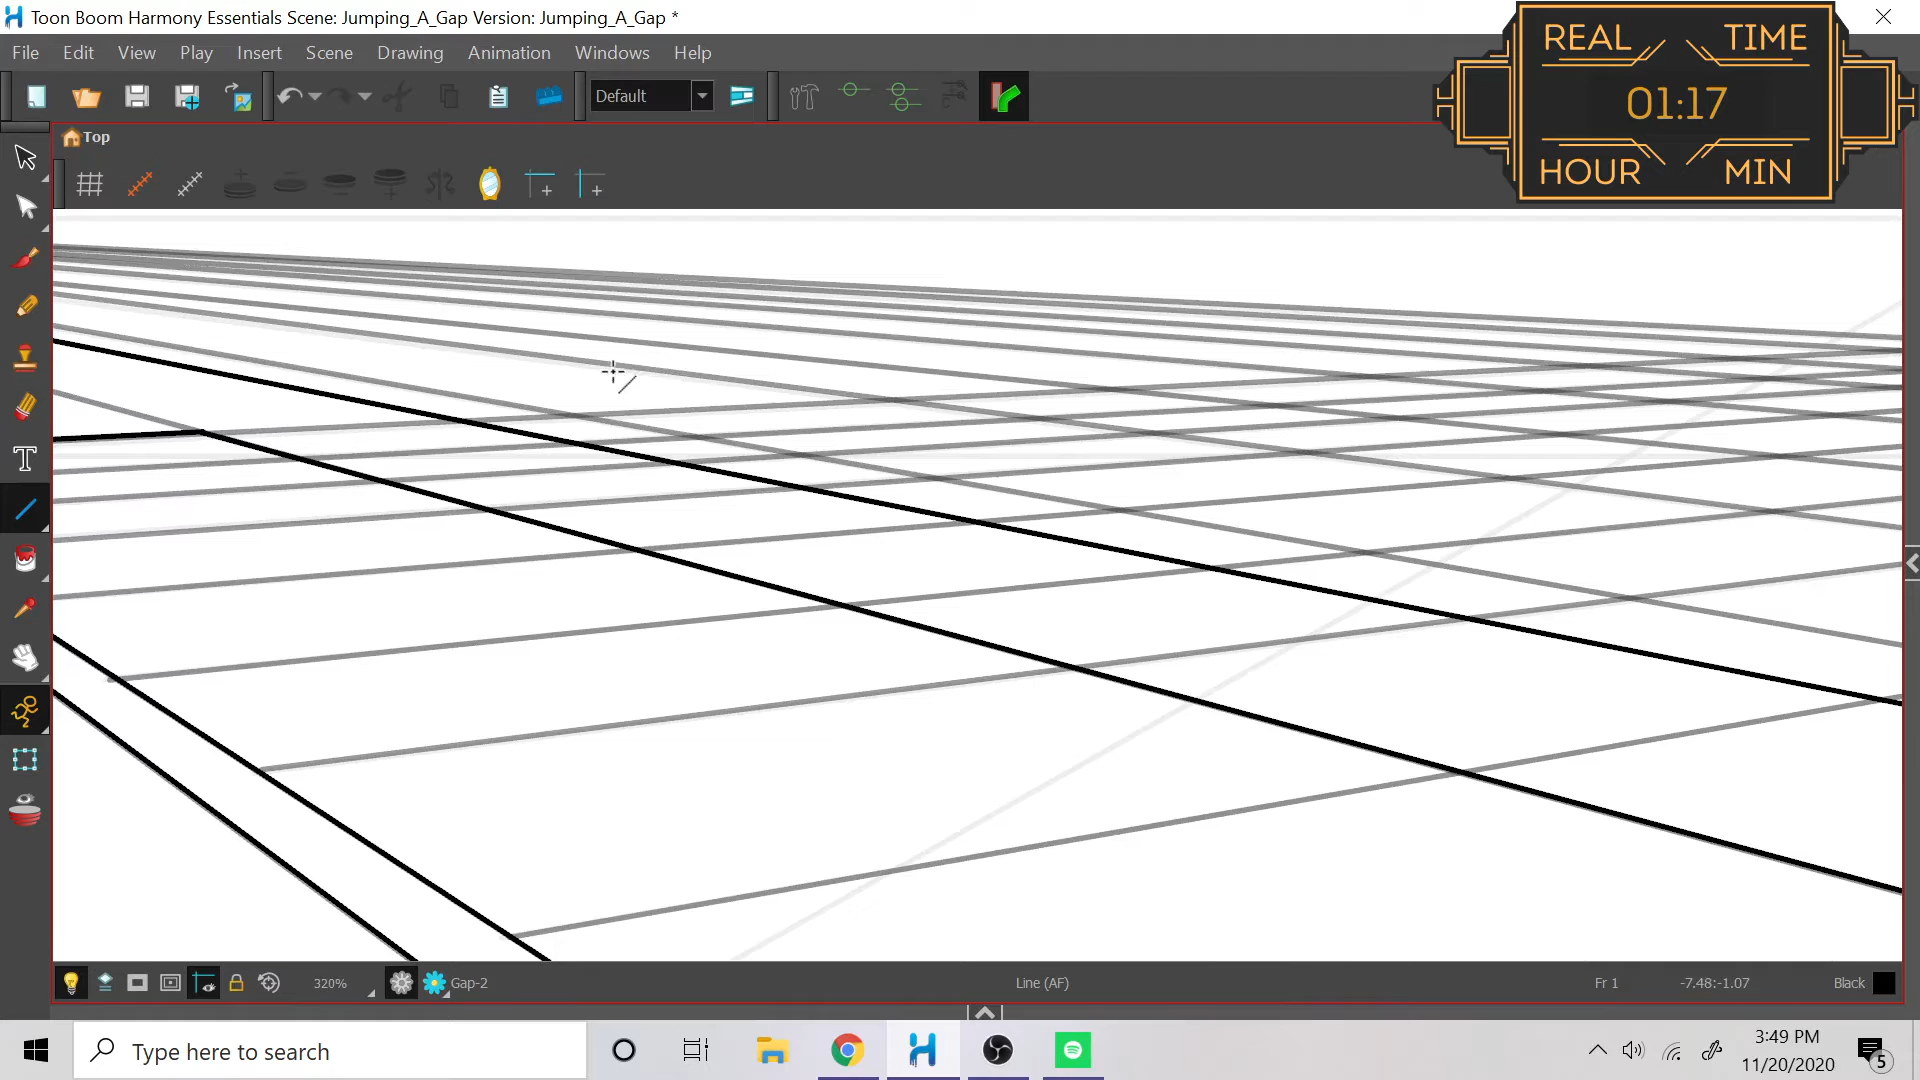 Toon Boom Harmony Essentials Scene: Jumping_A_Gap Version: Jumping_A_Gap *
File Edit View Play Insert Scene Drawing Animation Windows Help
REAL TIME
01:17
HOUR MIN
Default
Top
320%
Gap-2
Line (AF)
Fr 1
-7.48:-1.07
Black
Type here to search
3:49 PM
11/20/2020
5